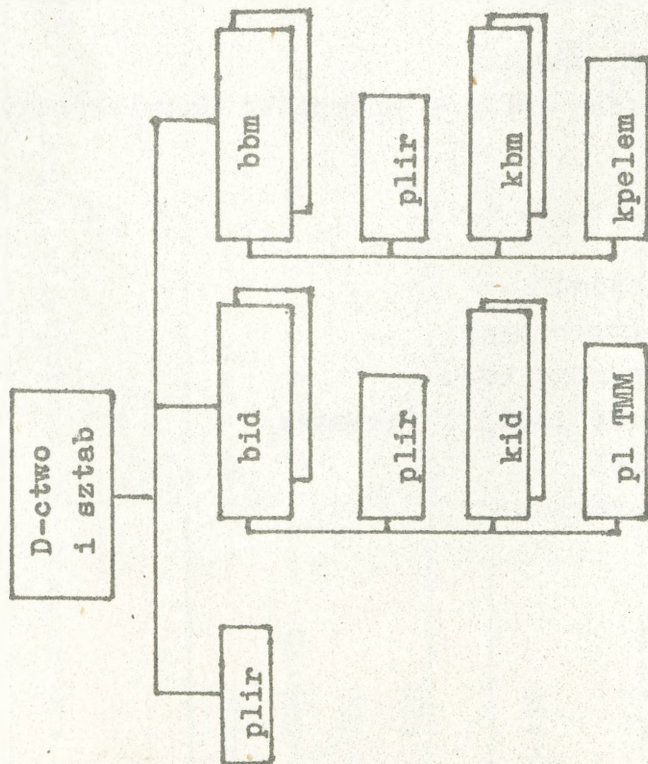 D-ctwo
i sztab
plir
bid
plir
kid
pl TMM
bbm
plir
kbm
kpelem